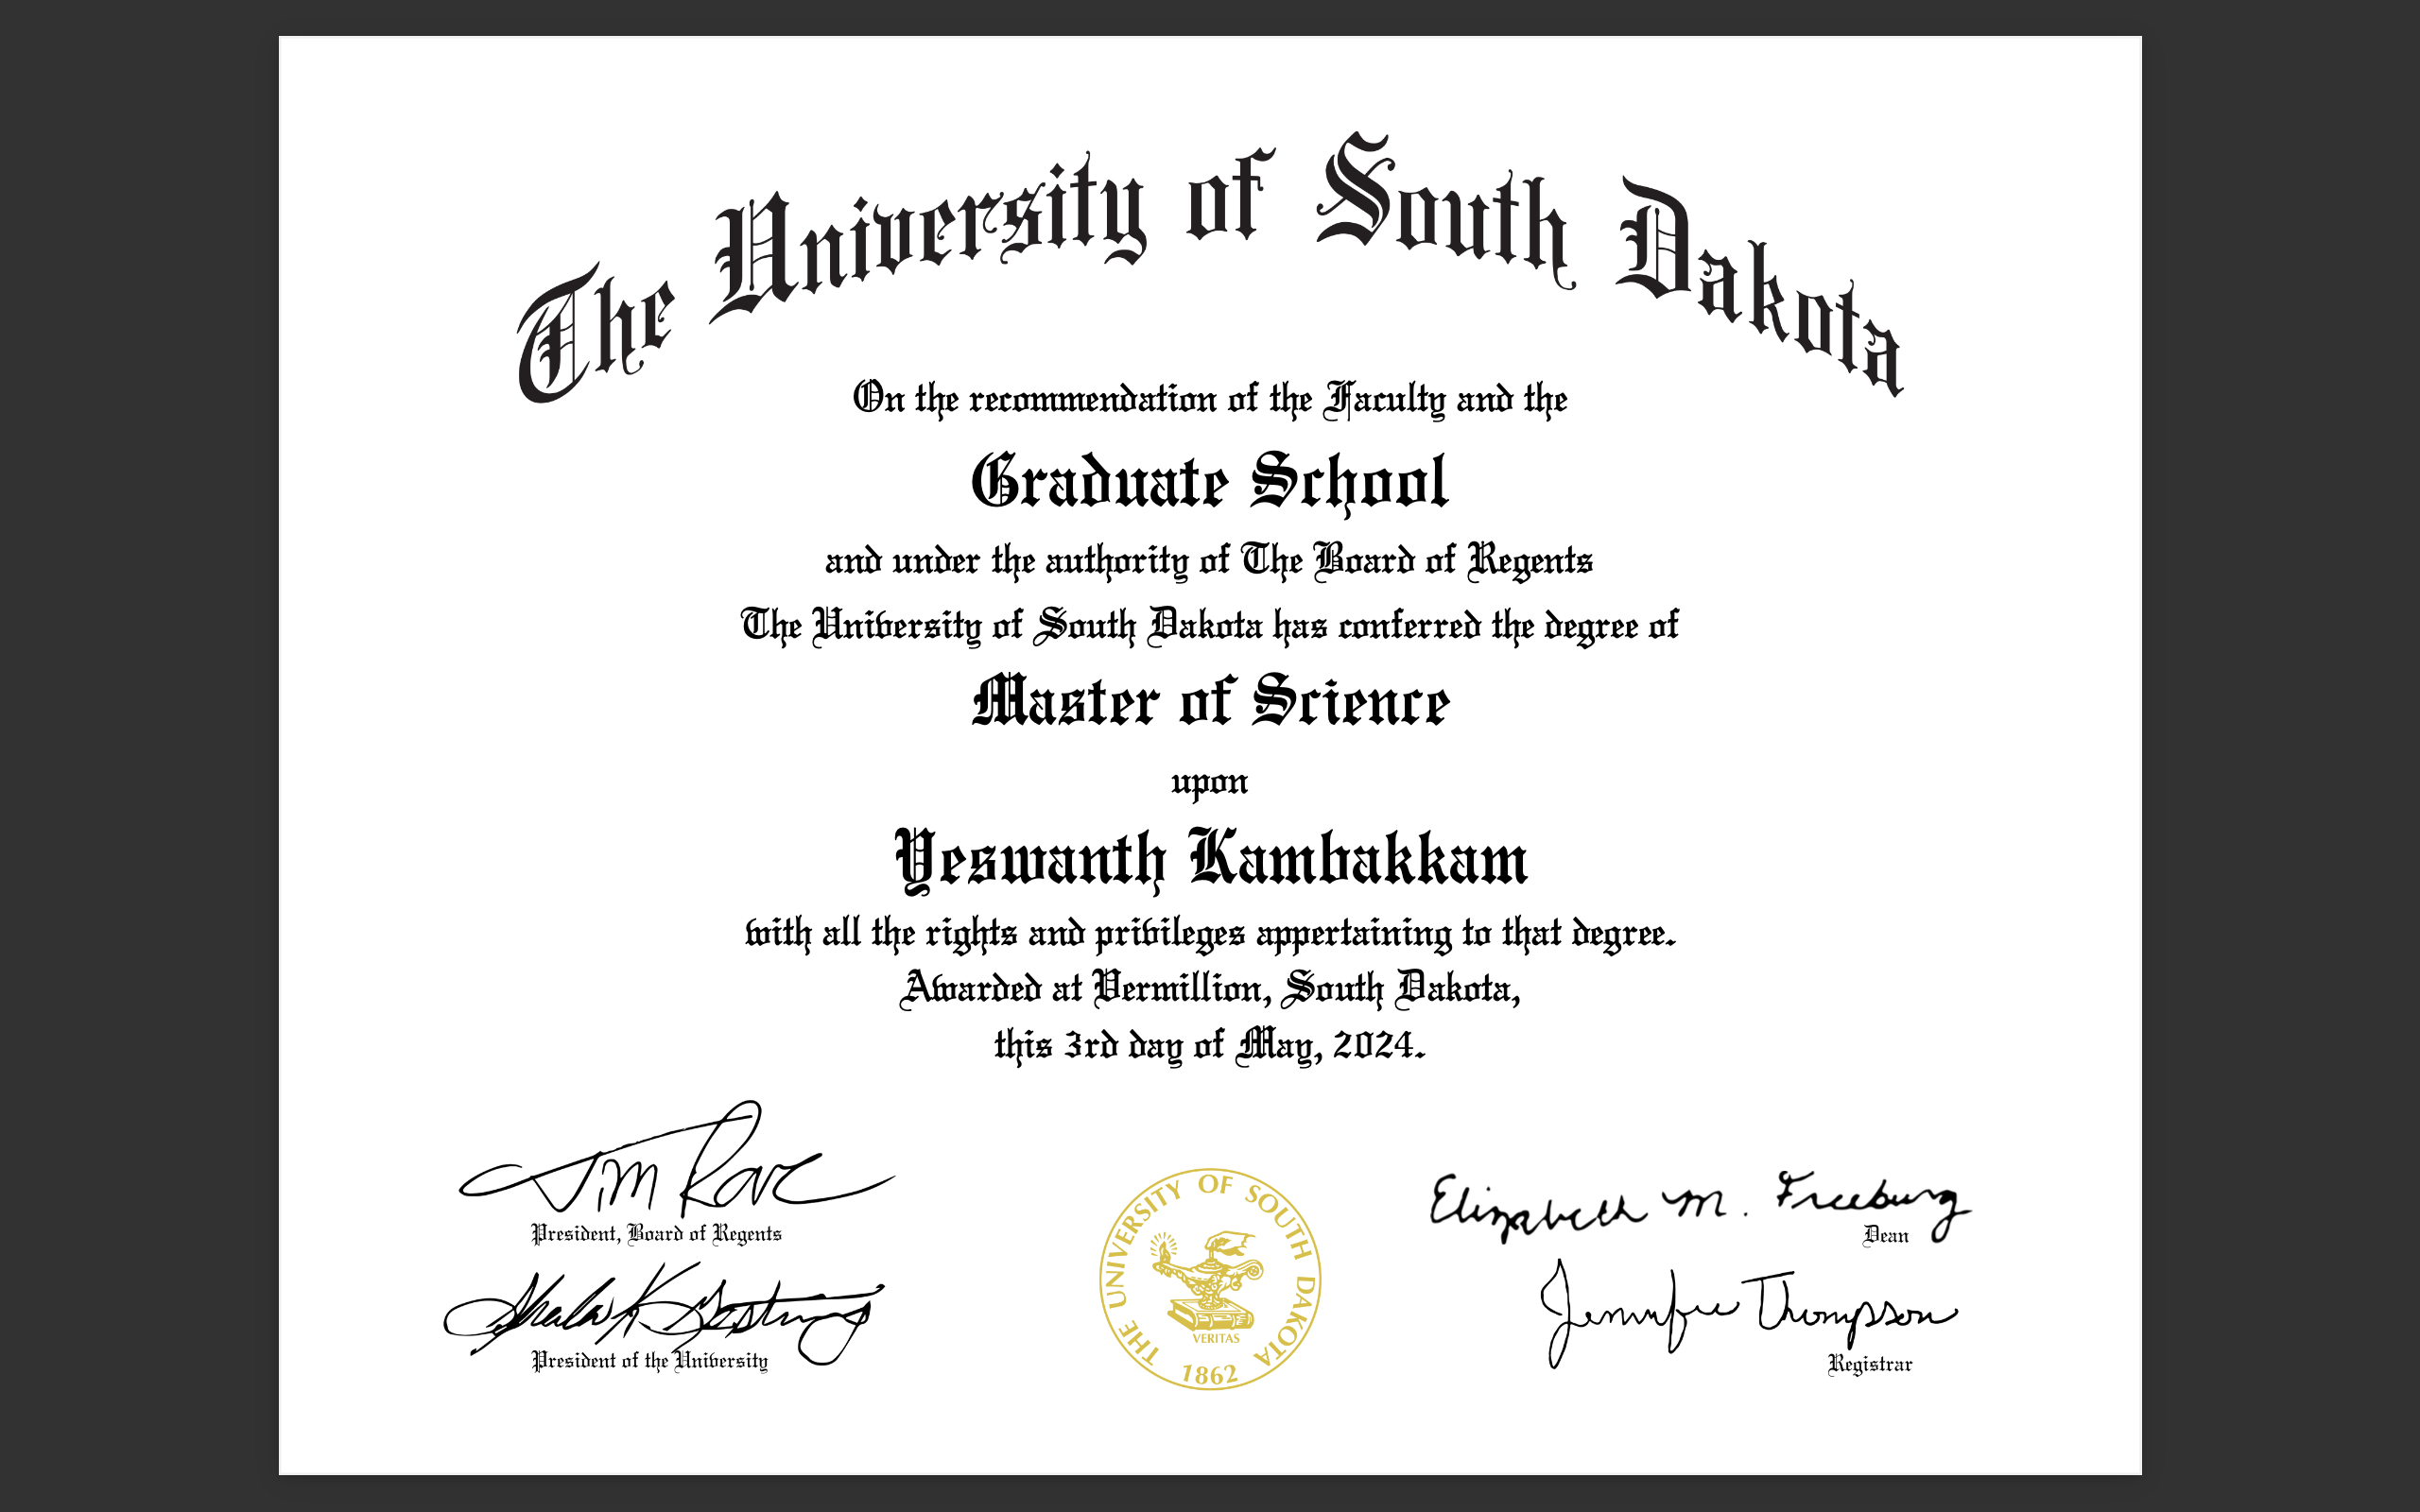 The University of South Dakota
On the recommendation of the Faculty and the
Graduate School
and under the authority of The Board of Regents
The University of South Dakota has conferred the degree of
Master of Science
upon
Yeswanth Kambakkam
with all the rights and privileges appertaining to that degree.
Awarded at Vermillion, South Dakota,
this 3rd day of May, 2024.
Tim Rave
President, Board of Regents
Elizabeth M. Freeburg
Dean
THE UNIVERSITY OF SOUTH DAKOTA
VERITAS
1862
President of the University
Jennifer Thompson
Registrar